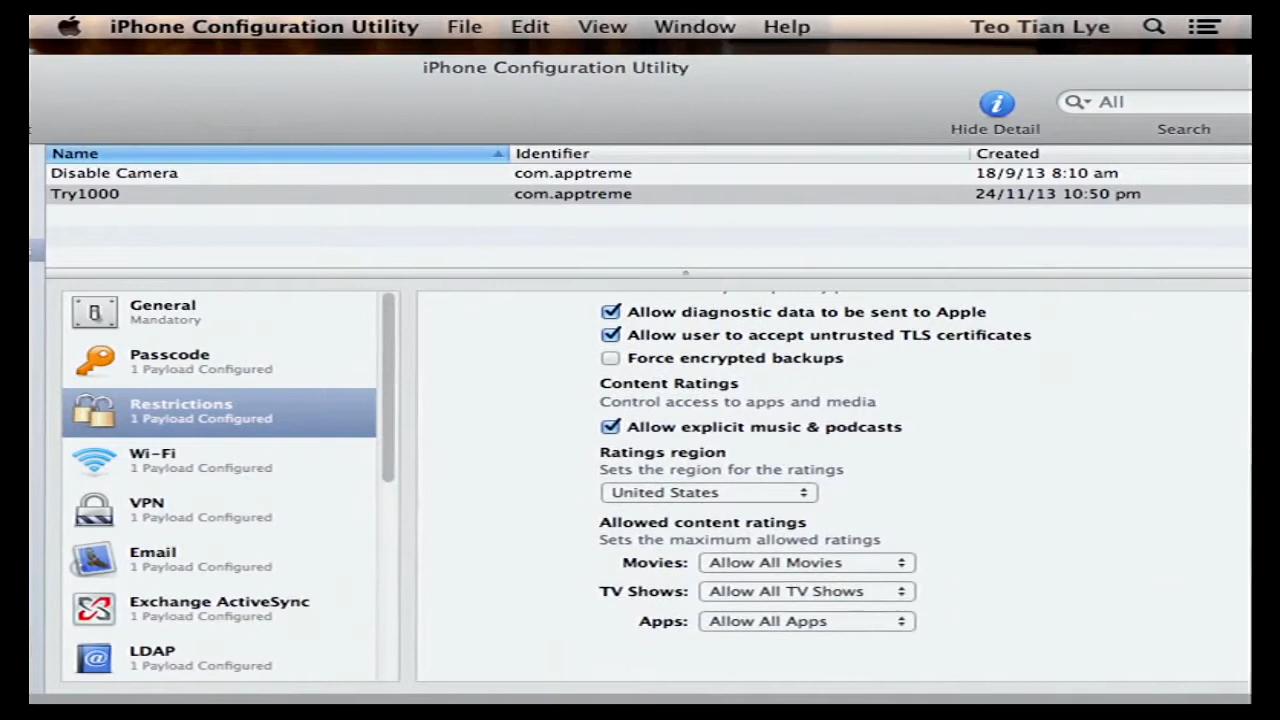 iPhone Configuration Utility File Edit View Window Help Teo Tian Lye
iPhone Configuration Utility
All
Hide Detail Search
Name Identifier Created
Disable Camera com.apptreme 18/9/13 8:10 am
Try1000 com.apptreme 24/11/13 10:50 pm
General
Mandatory
Passcode
1 Payload Configured
Restrictions
1 Payload Configured
Wi-Fi
1 Payload Configured
VPN
1 Payload Configured
Email
1 Payload Configured
Exchange ActiveSync
1 Payload Configured
LDAP
1 Payload Configured
Allow diagnostic data to be sent to Apple
Allow user to accept untrusted TLS certificates
Force encrypted backups
Content Ratings
Control access to apps and media
Allow explicit music & podcasts
Ratings region
Sets the region for the ratings
United States
Allowed content ratings
Sets the maximum allowed ratings
Movies: Allow All Movies
TV Shows: Allow All TV Shows
Apps: Allow All Apps